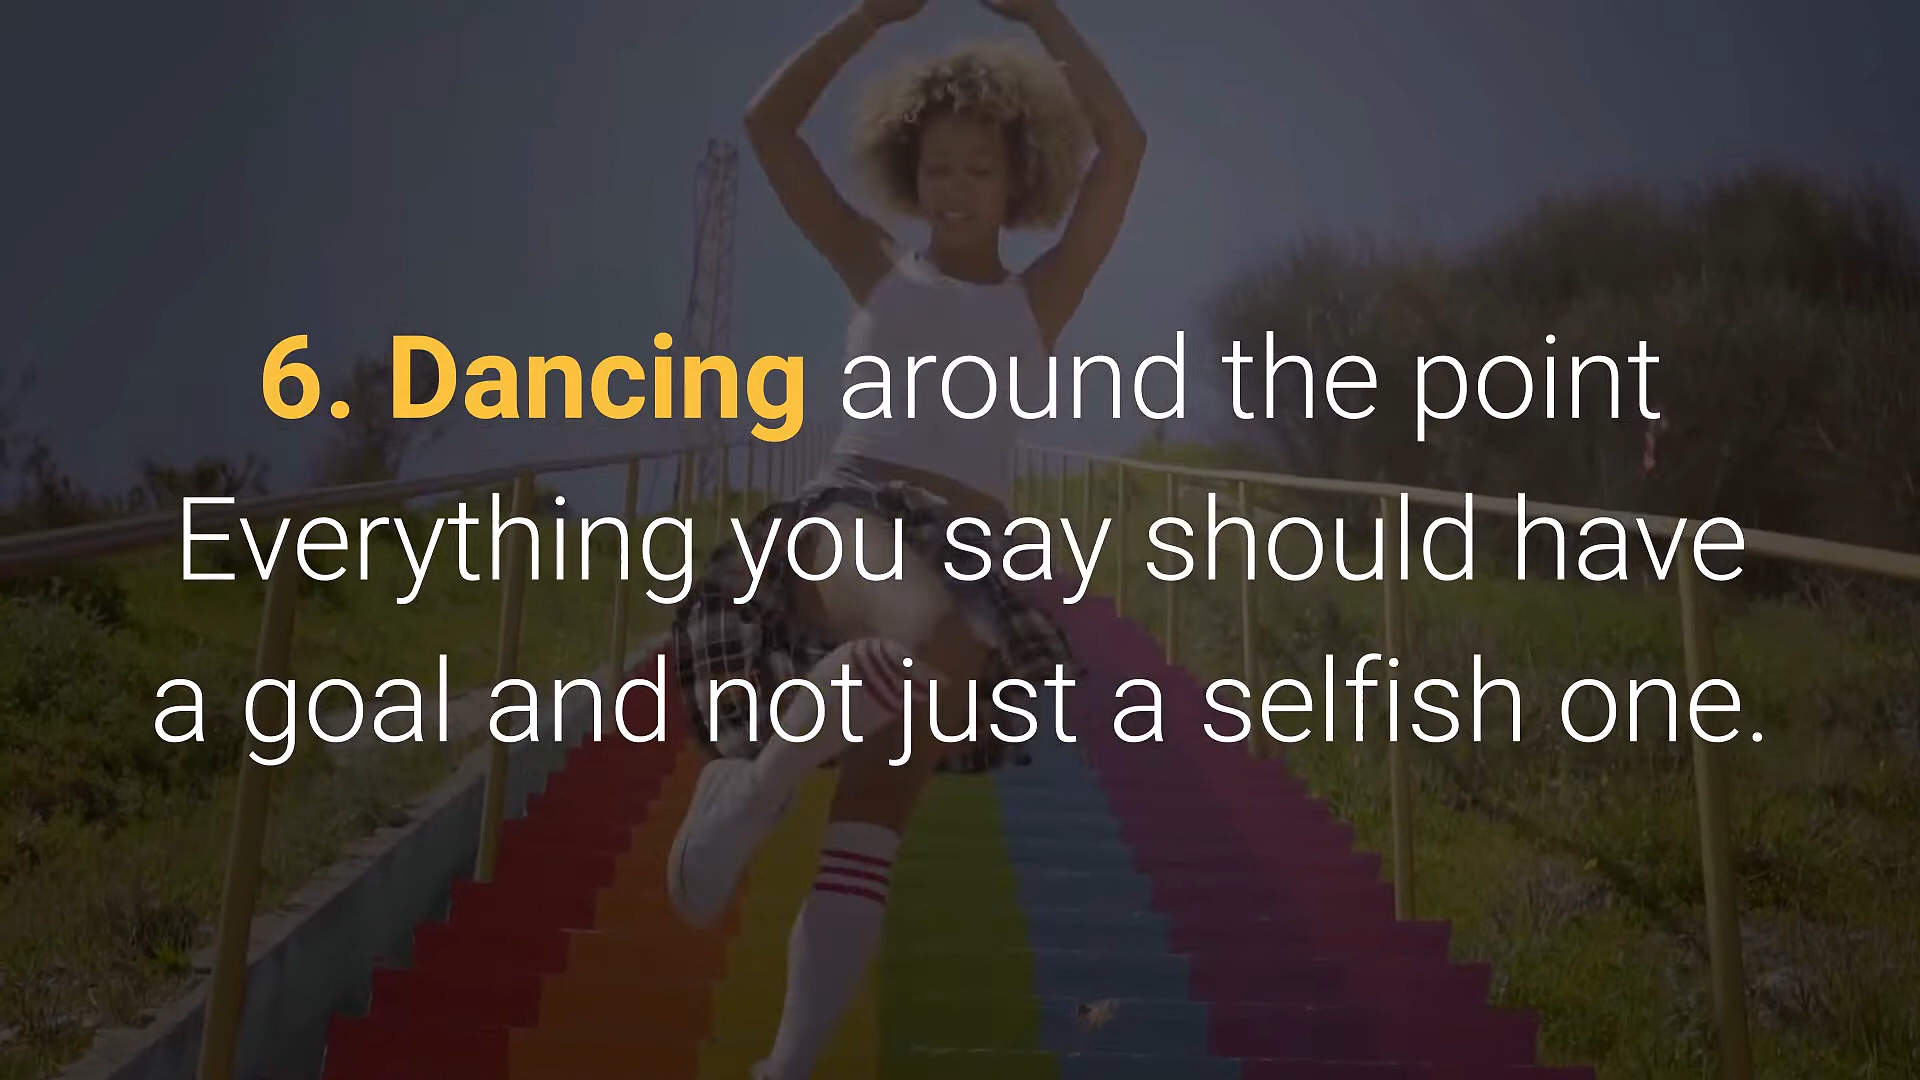 6. Dancing around the point
Everything you say should have
a goal and not just a selfish one.